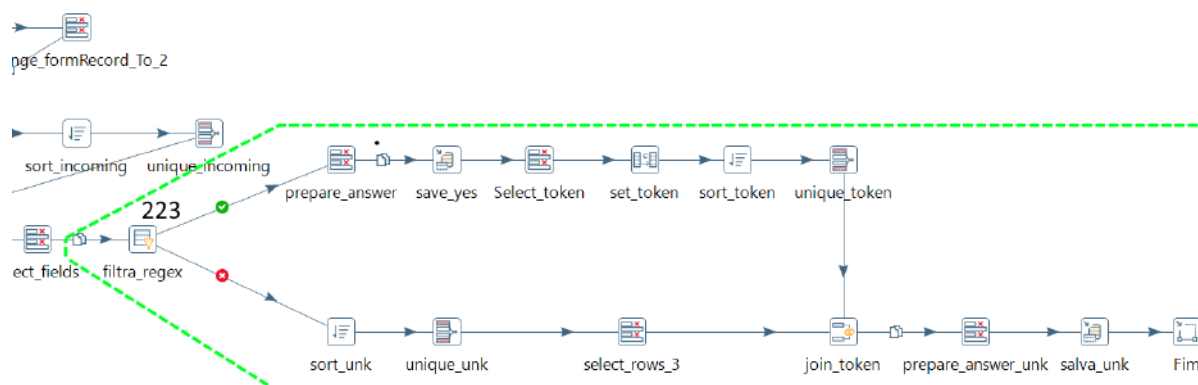 nge_formRecord_To_2
sort_incoming unique_incoming
prepare_answer save_yes Select_token set_token sort_token unique_token
223
ect_fields filtra_regex
sort_unk unique_unk select_rows_3 join_token prepare_answer_unk salva_unk Fim